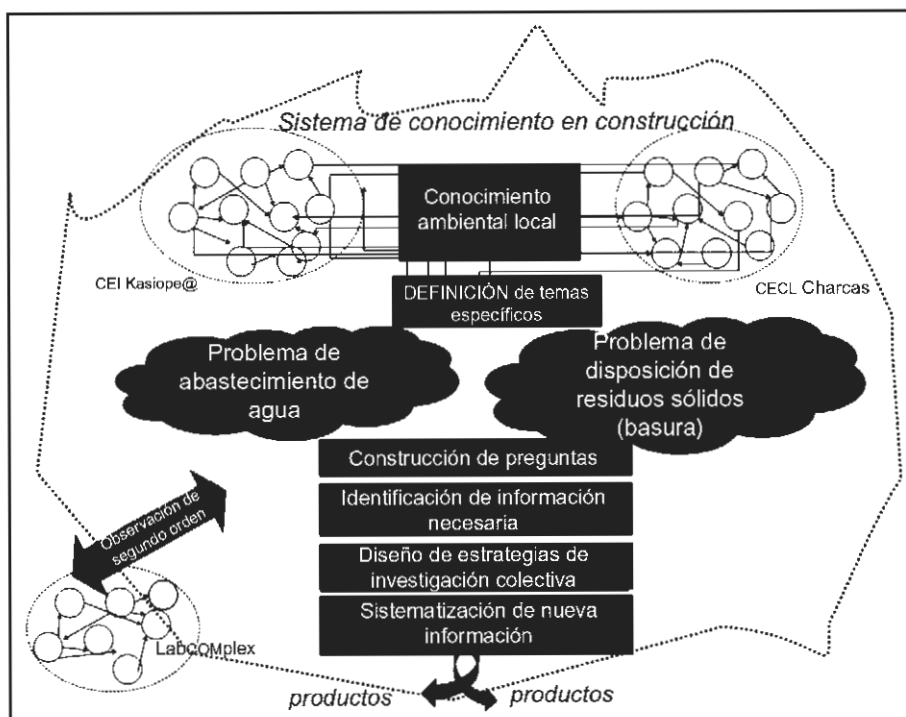 Sistema de conocimiento en construcción
Conocimiento
ambiental local
CEI Kasiope@
CECL Charcas
DEFINICIÓN de temas
específicos
Problema de
abastecimiento de
agua
Problema de
disposición de
residuos sólidos
(basura)
Construcción de preguntas
Identificación de información
necesaria
Diseño de estrategias de
investigación colectiva
Sistematización de nueva
información
Observación de
segundo orden
LabCOMplex
productos
productos